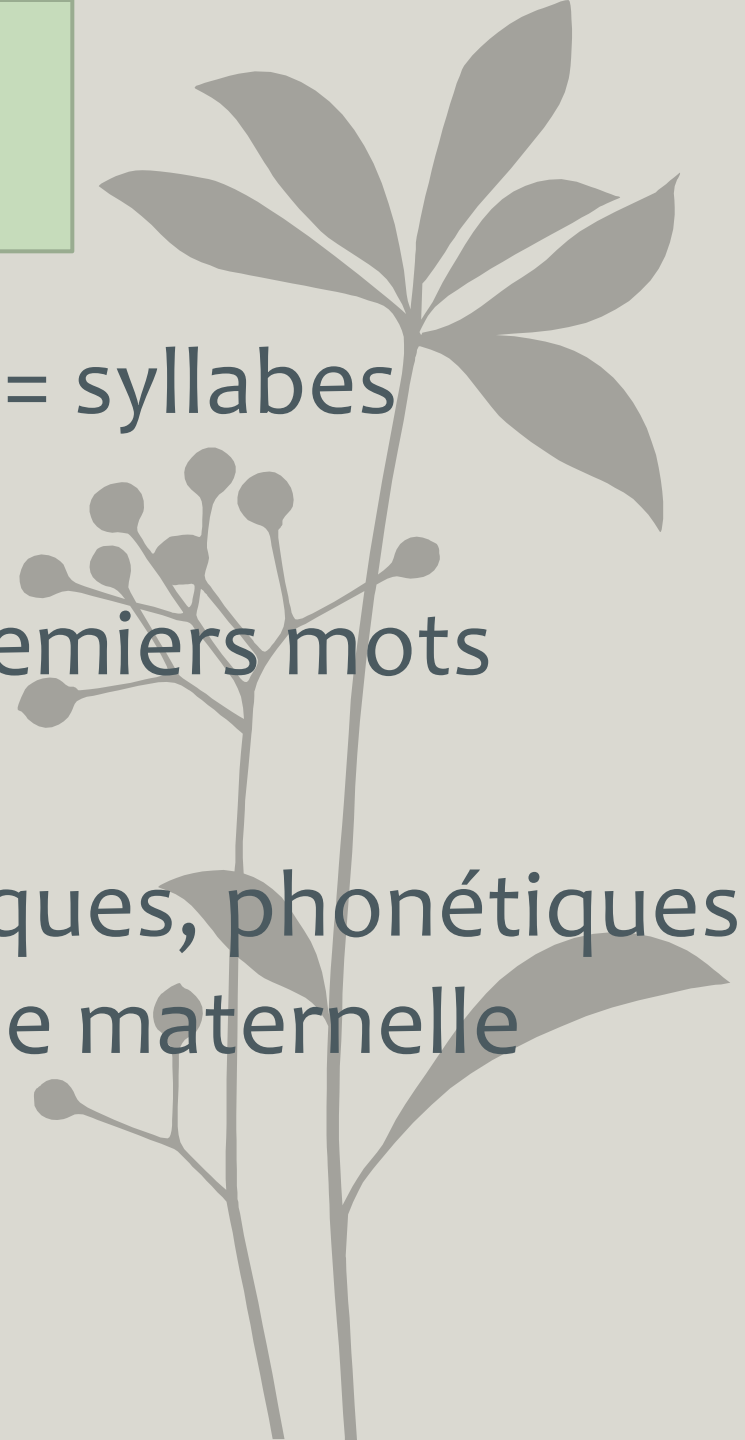 = syllabes
emiers mots
ques, phonétiques
e maternelle